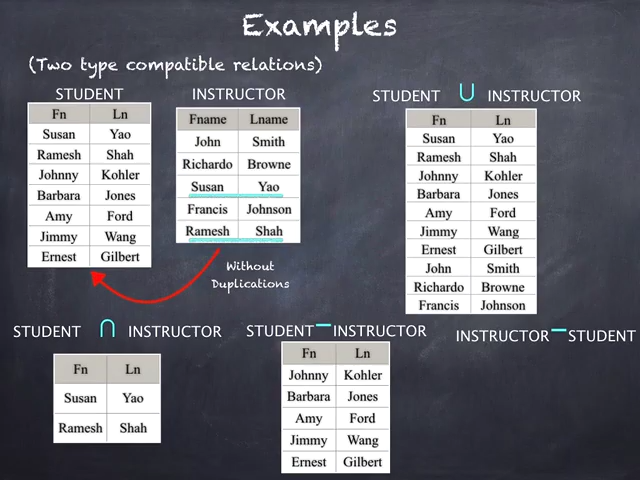 Examples
(Two type compatible relations)
STUDENT
Fn Ln
Susan Yao
Ramesh Shah
Johnny Kohler
Barbara Jones
Amy Ford
Jimmy Wang
Ernest Gilbert
INSTRUCTOR
Fname Lname
John Smith
Richardo Browne
Susan Yao
Francis Johnson
Ramesh Shah
Without
Duplications
STUDENT ∪ INSTRUCTOR
Fn Ln
Susan Yao
Ramesh Shah
Johnny Kohler
Barbara Jones
Amy Ford
Jimmy Wang
Ernest Gilbert
John Smith
Richardo Browne
Francis Johnson
STUDENT ∩ INSTRUCTOR
Fn Ln
Susan Yao
Ramesh Shah
STUDENT − INSTRUCTOR
Fn Ln
Johnny Kohler
Barbara Jones
Amy Ford
Jimmy Wang
Ernest Gilbert
INSTRUCTOR − STUDENT